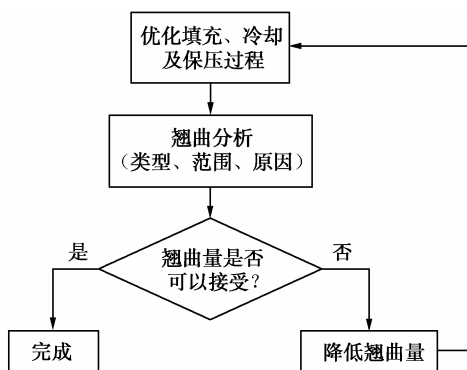 优化填充、冷却
及保压过程
翘曲分析
(类型、范围、原因)
翘曲量是否
可以接受?
是
否
完成
降低翘曲量